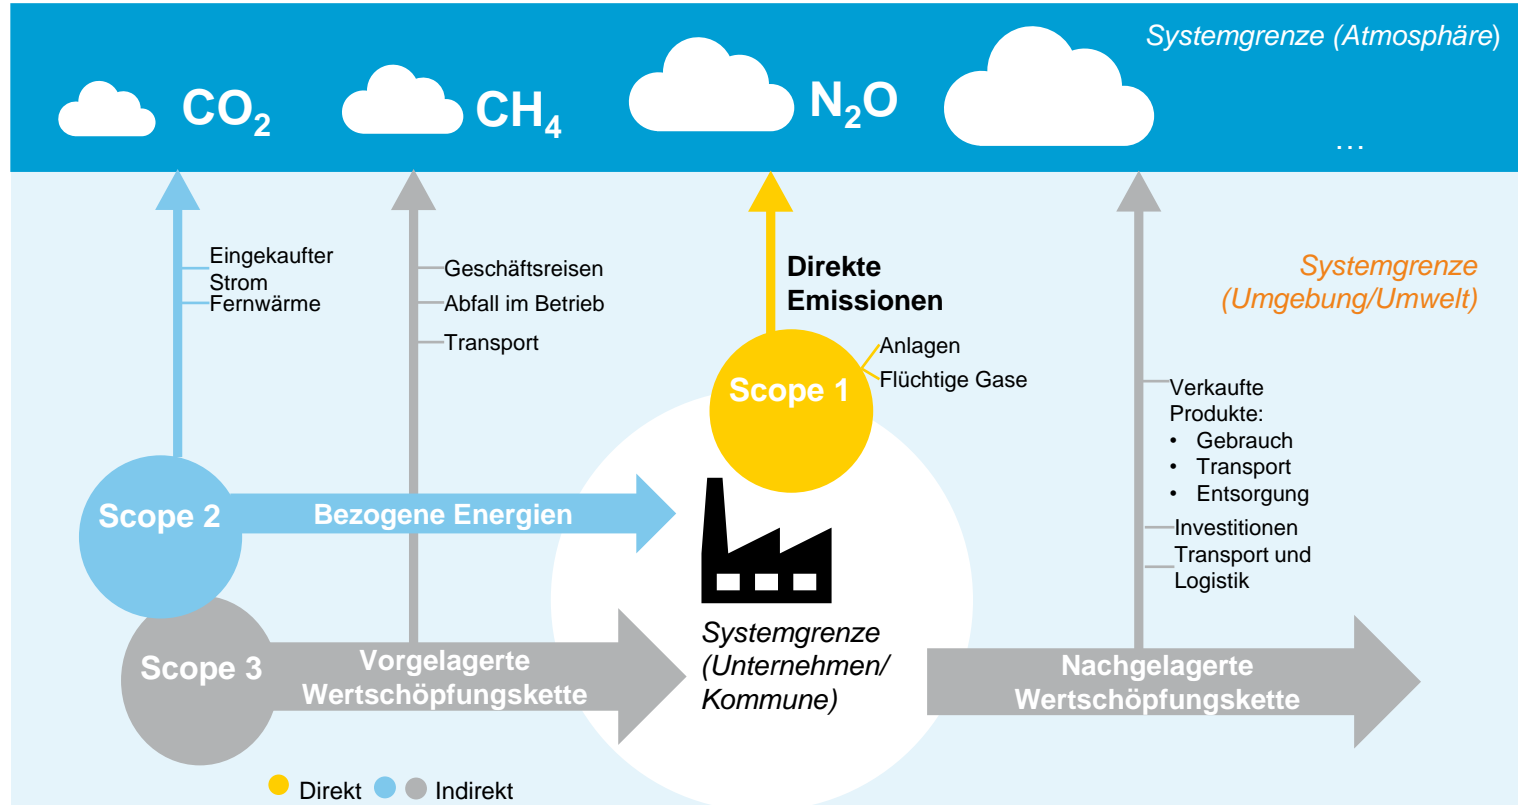 Systemgrenze (Atmosphäre)
CO₂
CH₄
N₂O
…
Eingekaufter
Strom
Fernwärme
Geschäftsreisen
Abfall im Betrieb
Transport
Direkte
Emissionen
Systemgrenze
(Umgebung/Umwelt)
Scope 1
Anlagen
Flüchtige Gase
Verkaufte
Produkte:
• Gebrauch
• Transport
• Entsorgung
Investitionen
Transport und
Logistik
Scope 2
Bezogene Energien
Scope 3
Vorgelagerte
Wertschöpfungskette
Systemgrenze
(Unternehmen/
Kommune)
Nachgelagerte
Wertschöpfungskette
Direkt
Indirekt